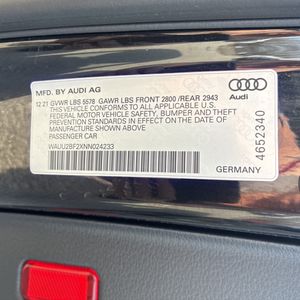 MFD. BY AUDI AG
12 21 GVWR LBS 5578 GAWR LBS FRONT 2800 /REAR 2943
THIS VEHICLE CONFORMS TO ALL APPLICABLE U.S.
FEDERAL MOTOR VEHICLE SAFETY, BUMPER AND THEFT
PREVENTION STANDARDS IN EFFECT ON THE DATE OF
MANUFACTURE SHOWN ABOVE.
PASSENGER CAR
WAUU2BF2XNN024233
GERMANY
Audi
4652340